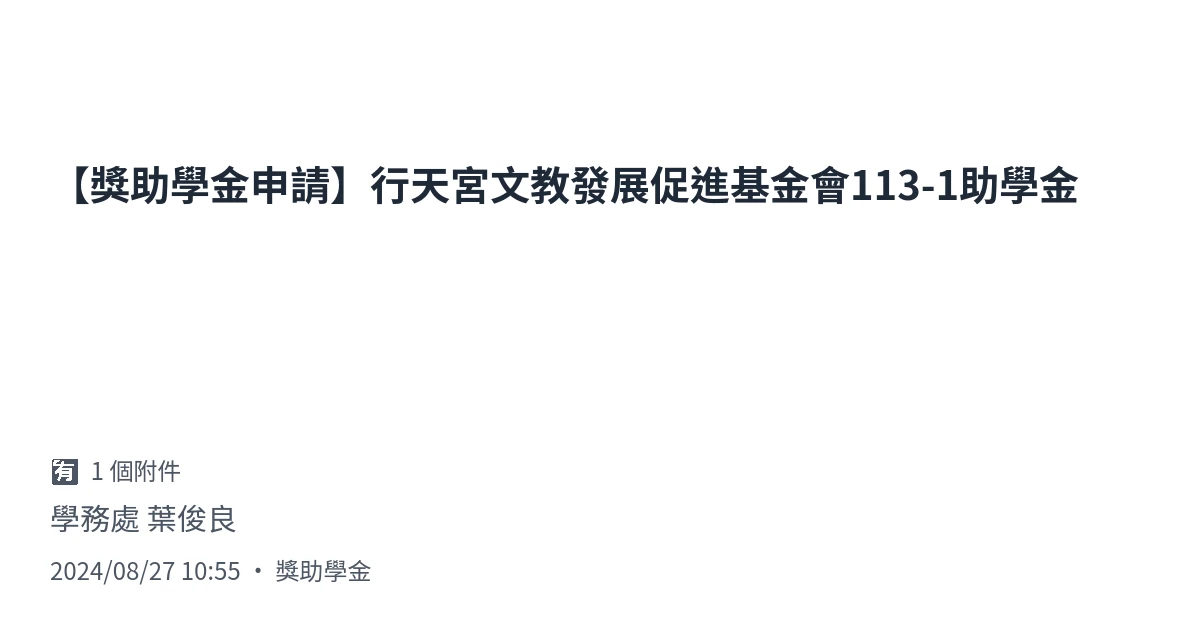 【獎助學金申請】行天宮文教發展促進基金會113-1助學金
有 1 個附件
學務處 葉俊良
2024/08/27 10:55 • 獎助學金